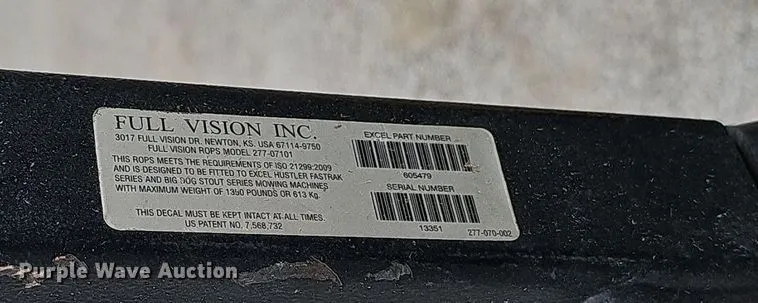 FULL VISION INC.
3017 FULL VISION DR. NEWTON, KS. USA 67114-9750
FULL VISION ROPS MODEL 277-07101
THIS ROPS MEETS THE REQUIREMENTS OF ISO 21299:2009
AND IS DESIGNED TO BE FITTED TO EXCEL HUSTLER FASTRAK
SERIES AND BIG DOG STOUT SERIES MOWING MACHINES
WITH MAXIMUM WEIGHT OF 1350 POUNDS OR 613 Kg.
THIS DECAL MUST BE KEPT INTACT AT ALL TIMES.
US PATENT NO. 7,568,732
EXCEL PART NUMBER
605479
SERIAL NUMBER
13351
277-070-002
Purple Wave Auction